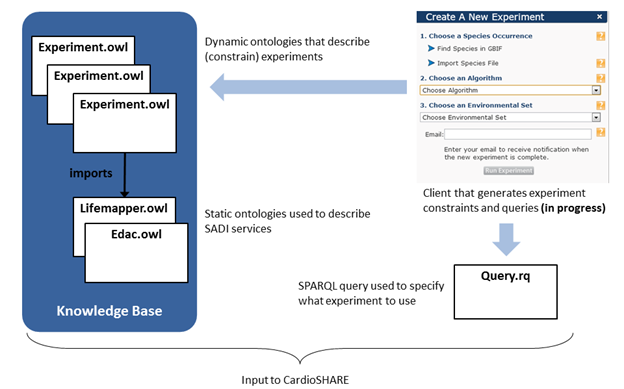 Experiment.owl
Experiment.owl
Experiment.owl
imports
Lifemapper.owl
Edac.owl
Knowledge Base
Dynamic ontologies that describe
(constrain) experiments
Static ontologies used to describe
SADI services
Create A New Experiment
1. Choose a Species Occurrence
?
Find Species in GBIF
Import Species File
?
2. Choose an Algorithm
?
Choose Algorithm
3. Choose an Environmental Set
?
Choose Environmental Set
Email:
?
Enter your email to receive notification when
the new experiment is complete.
Run Experiment
Client that generates experiment
constraints and queries (in progress)
SPARQL query used to specify
what experiment to use
Query.rq
Input to CardioSHARE